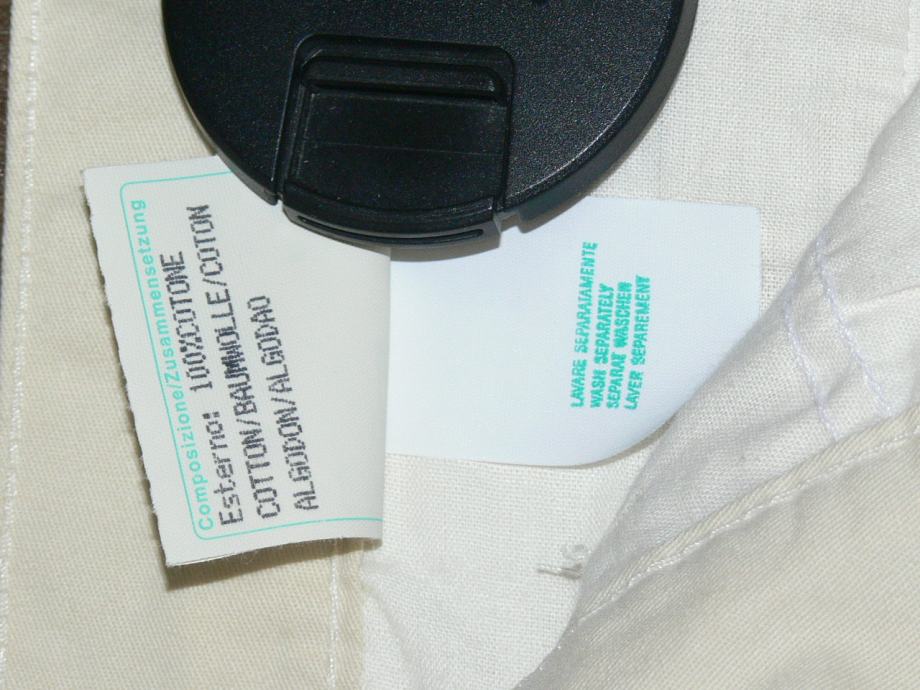 Composizione/Zusammensetzung
Esterno: 100%COTONE
COTTON/BAUMWOLLE/COTON
ALGODON/ALGODAO
LAVARE SEPARATAMENTE
WASH SEPARATELY
SEPARAT WASCHEN
LAVER SEPAREMENT